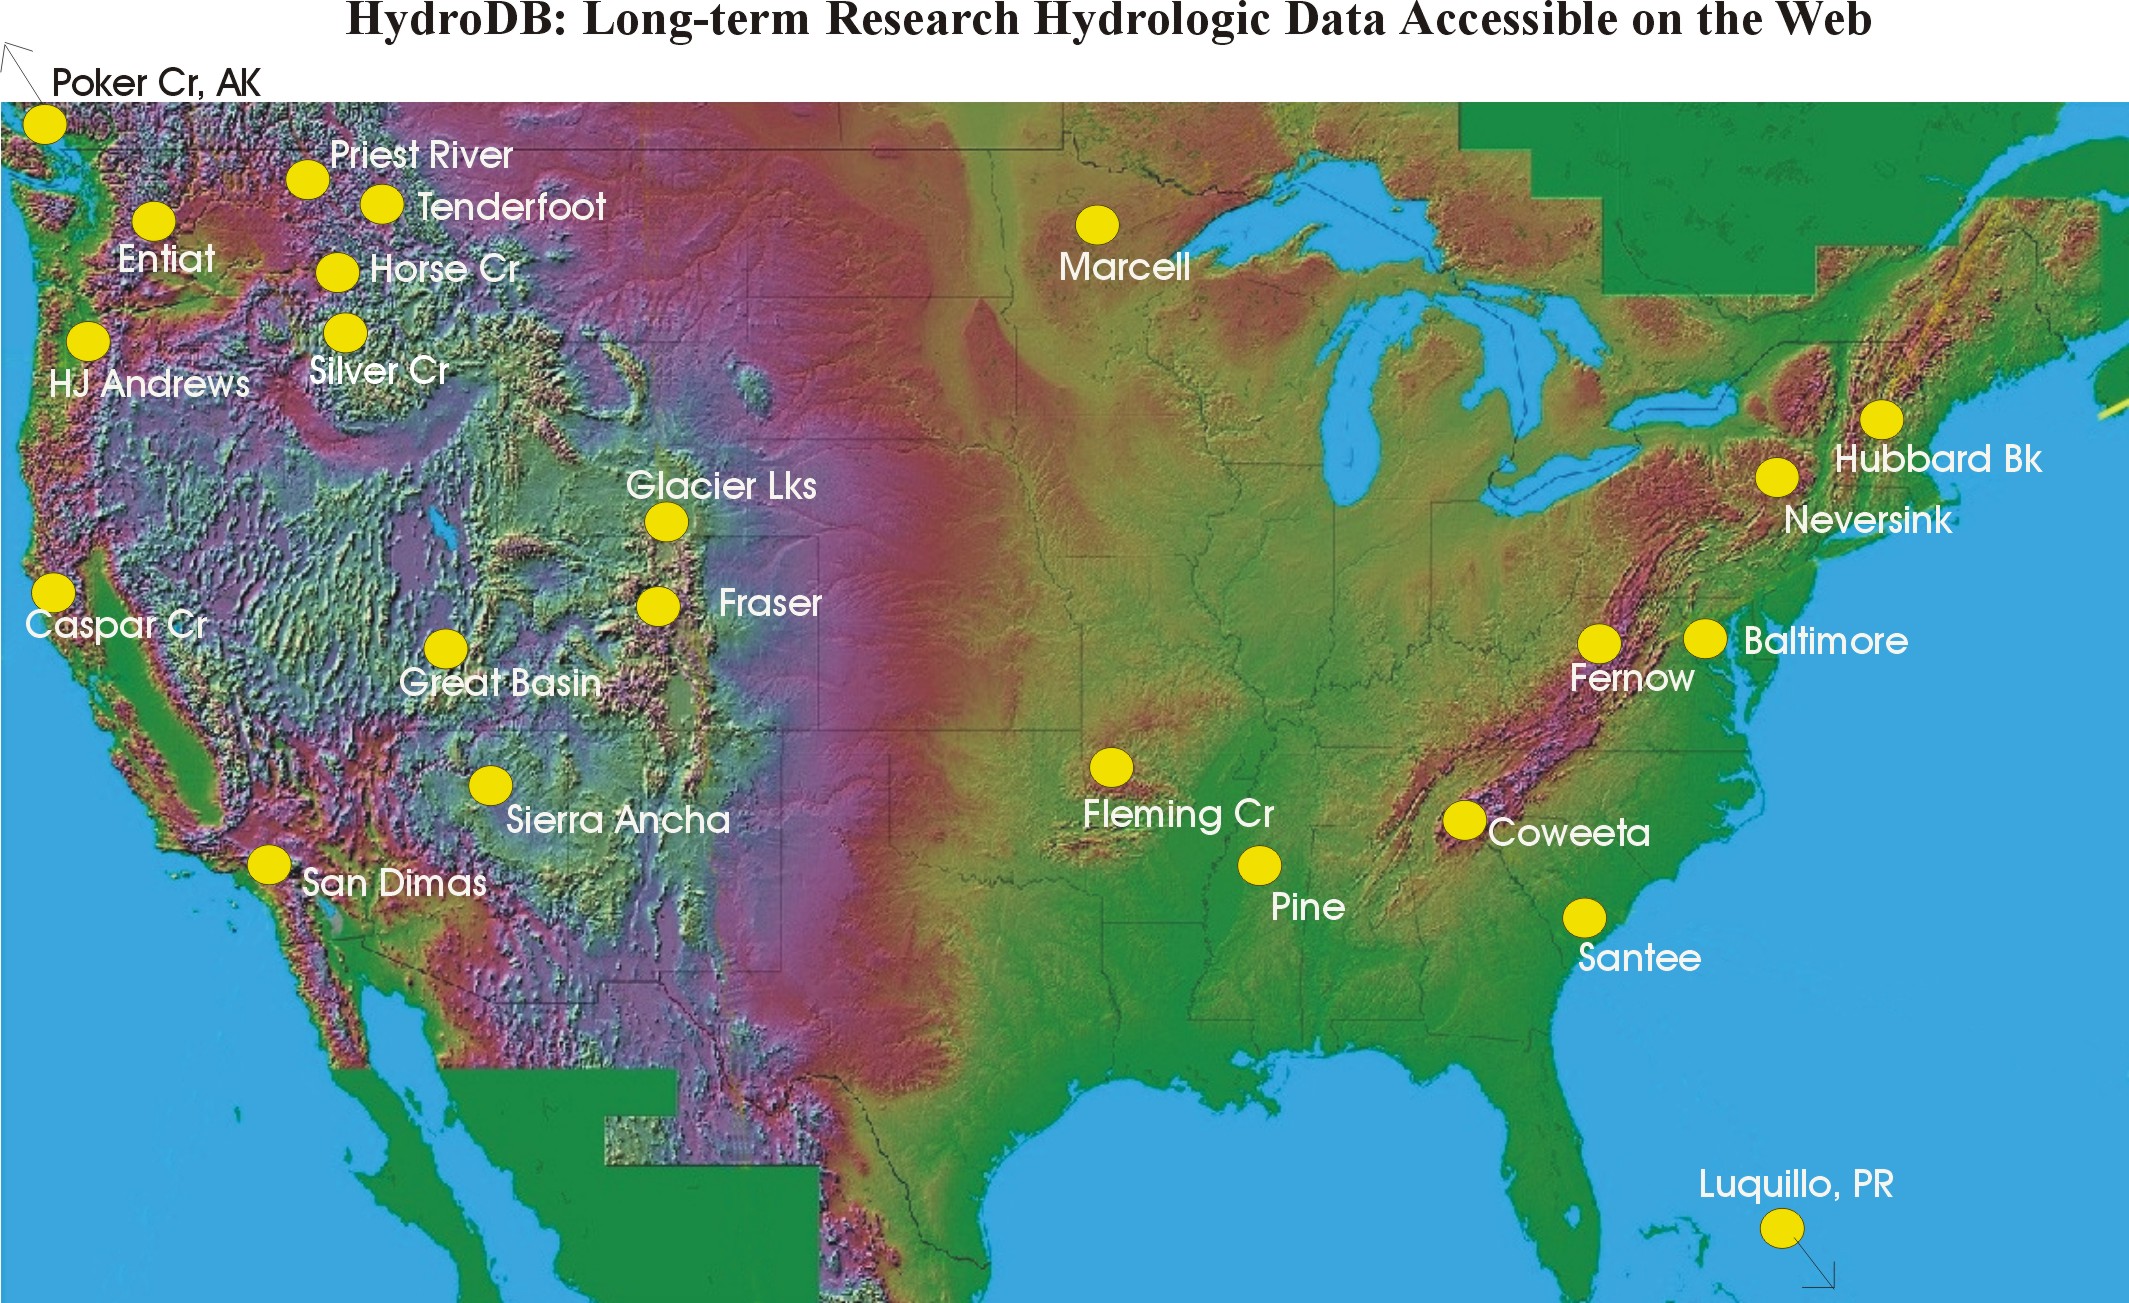 HydroDB: Long-term Research Hydrologic Data Accessible on the Web
Poker Cr, AK
Priest River
Tenderfoot
Entiat
Horse Cr
Marcell
HJ Andrews
Silver Cr
Hubbard Bk
Glacier Lks
Neversink
Caspar Cr
Fraser
Baltimore
Great Basin
Fernow
Sierra Ancha
Fleming Cr
Coweeta
San Dimas
Pine
Santee
Luquillo, PR